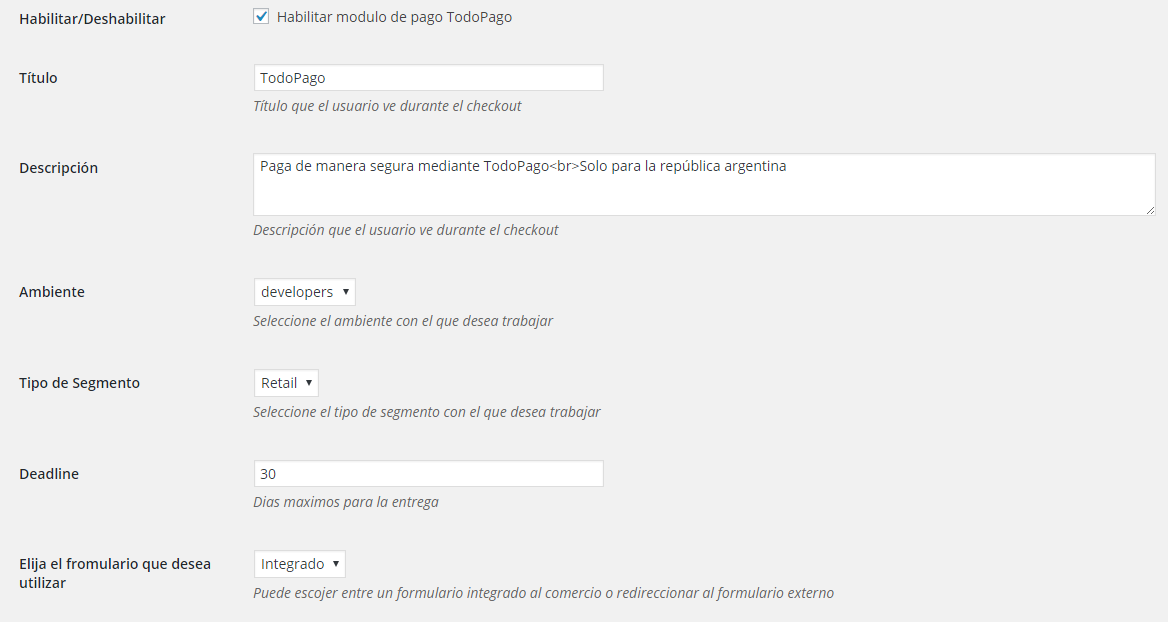 Habilitar/Deshabilitar Habilitar modulo de pago TodoPago
Título TodoPago
Título que el usuario ve durante el checkout
Descripción Paga de manera segura mediante TodoPago<br>Solo para la república argentina
Descripción que el usuario ve durante el checkout
Ambiente developers
Seleccione el ambiente con el que desea trabajar
Tipo de Segmento Retail
Seleccione el tipo de segmento con el que desea trabajar
Deadline 30
Dias maximos para la entrega
Elija el fromulario que desea utilizar Integrado
Puede escojer entre un formulario integrado al comercio o redireccionar al formulario externo